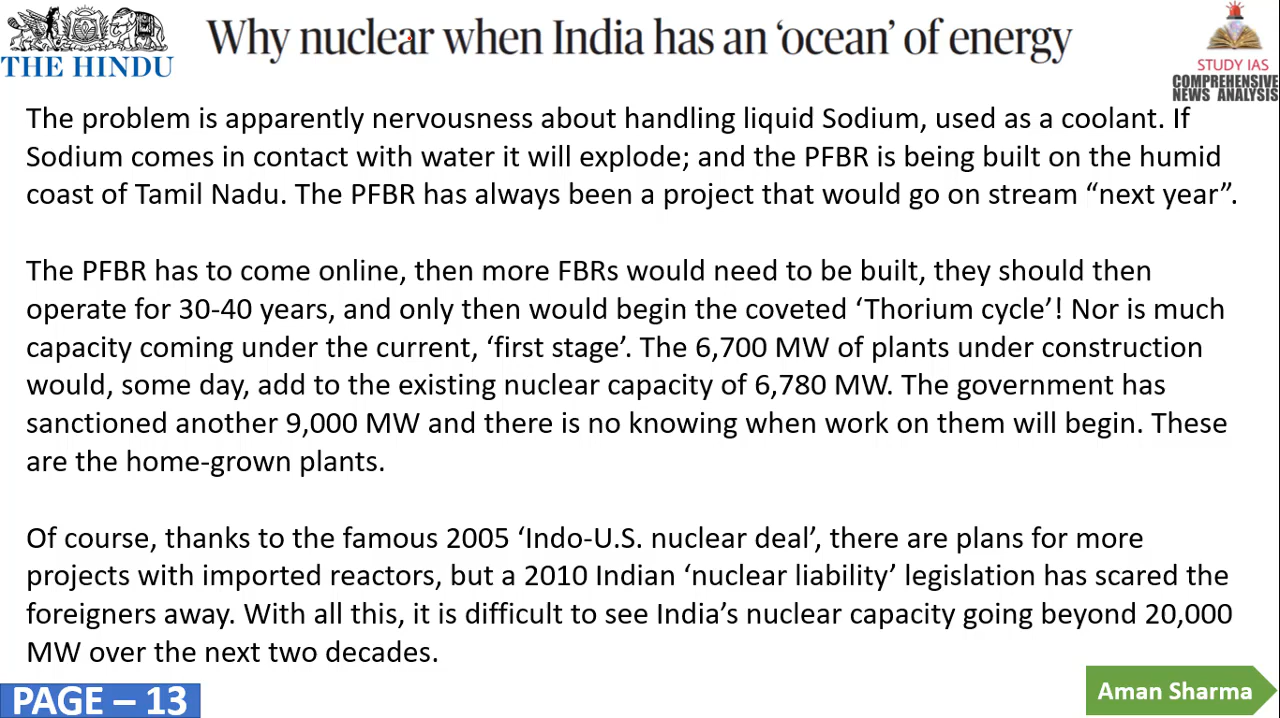 THE HINDU
Why nuclear when India has an ‘ocean’ of energy
STUDY IAS
COMPREHENSIVE
NEWS ANALYSIS
The problem is apparently nervousness about handling liquid Sodium, used as a coolant. If
Sodium comes in contact with water it will explode; and the PFBR is being built on the humid
coast of Tamil Nadu. The PFBR has always been a project that would go on stream “next year”.
The PFBR has to come online, then more FBRs would need to be built, they should then
operate for 30-40 years, and only then would begin the coveted ‘Thorium cycle’! Nor is much
capacity coming under the current, ‘first stage’. The 6,700 MW of plants under construction
would, some day, add to the existing nuclear capacity of 6,780 MW. The government has
sanctioned another 9,000 MW and there is no knowing when work on them will begin. These
are the home-grown plants.
Of course, thanks to the famous 2005 ‘Indo-U.S. nuclear deal’, there are plans for more
projects with imported reactors, but a 2010 Indian ‘nuclear liability’ legislation has scared the
foreigners away. With all this, it is difficult to see India’s nuclear capacity going beyond 20,000
MW over the next two decades.
PAGE – 13
Aman Sharma